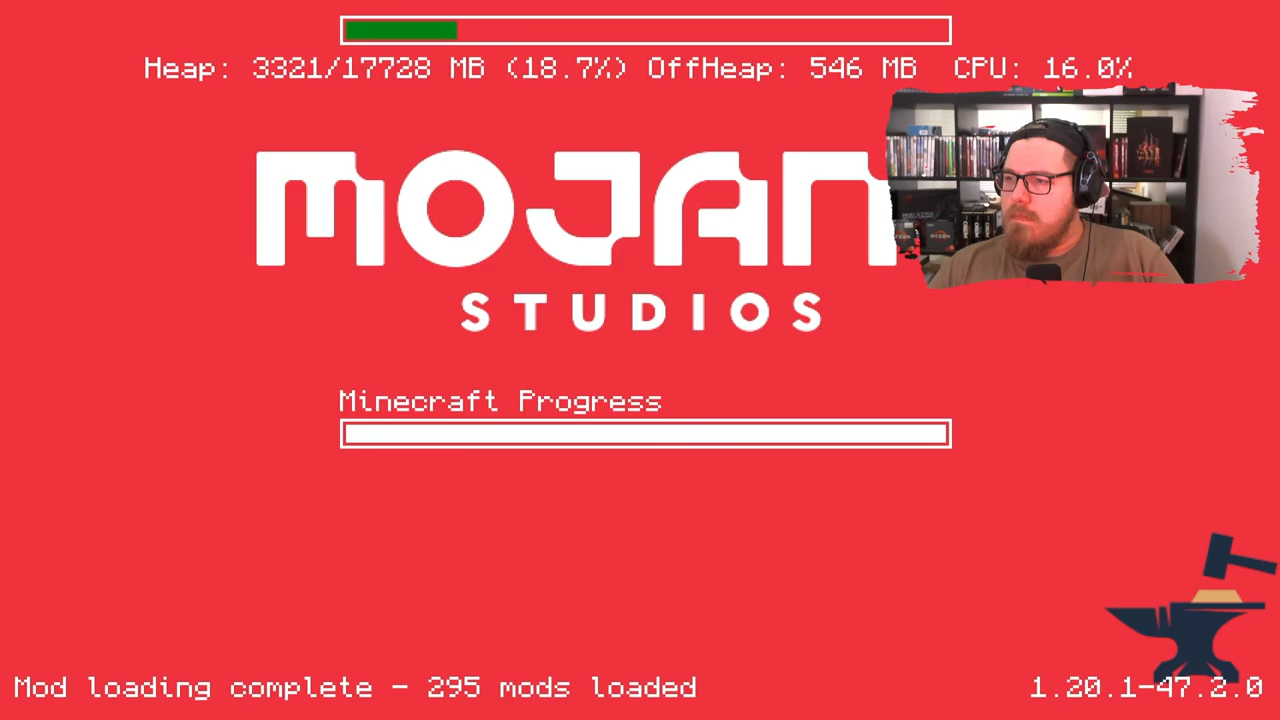 Heap: 3321/17728 MB (18.7%) OffHeap: 546 MB  CPU: 16.0%
MOJAN
STUDIOS
RYZEN
Minecraft Progress
Mod loading complete - 295 mods loaded
1.20.1-47.2.0